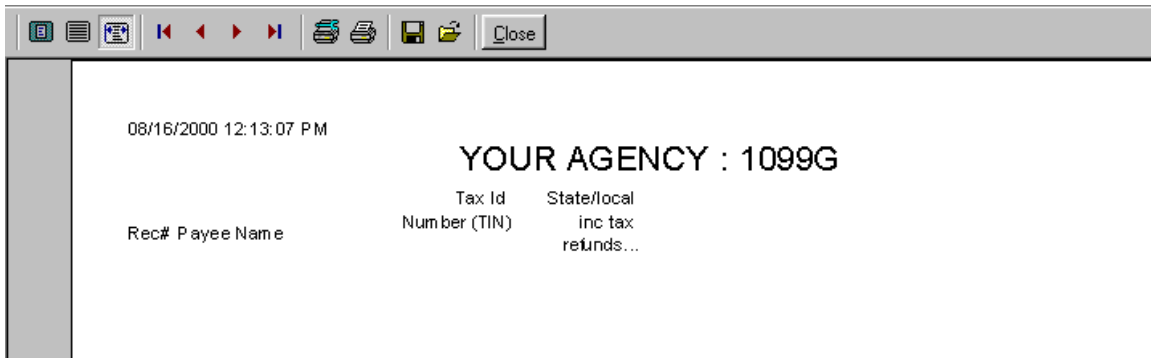 Close
08/16/2000 12:13:07 PM
YOUR AGENCY : 1099G
Tax Id State/local
Number (TIN) inc tax
Rec# Payee Name refunds...